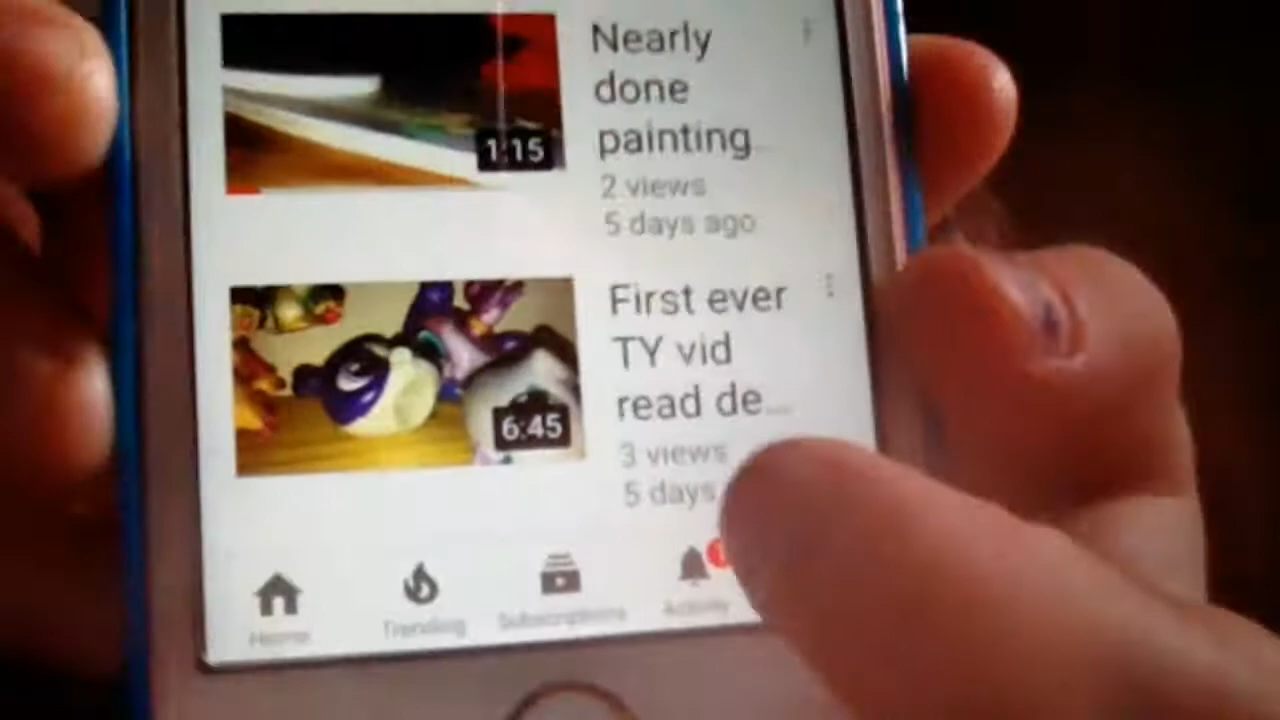 Nearly
done
painting
1:15
2 views
5 days ago
First ever
TY vid
read de...
6:45
3 views
5 days
Home
Trending
Subscriptions
Activity